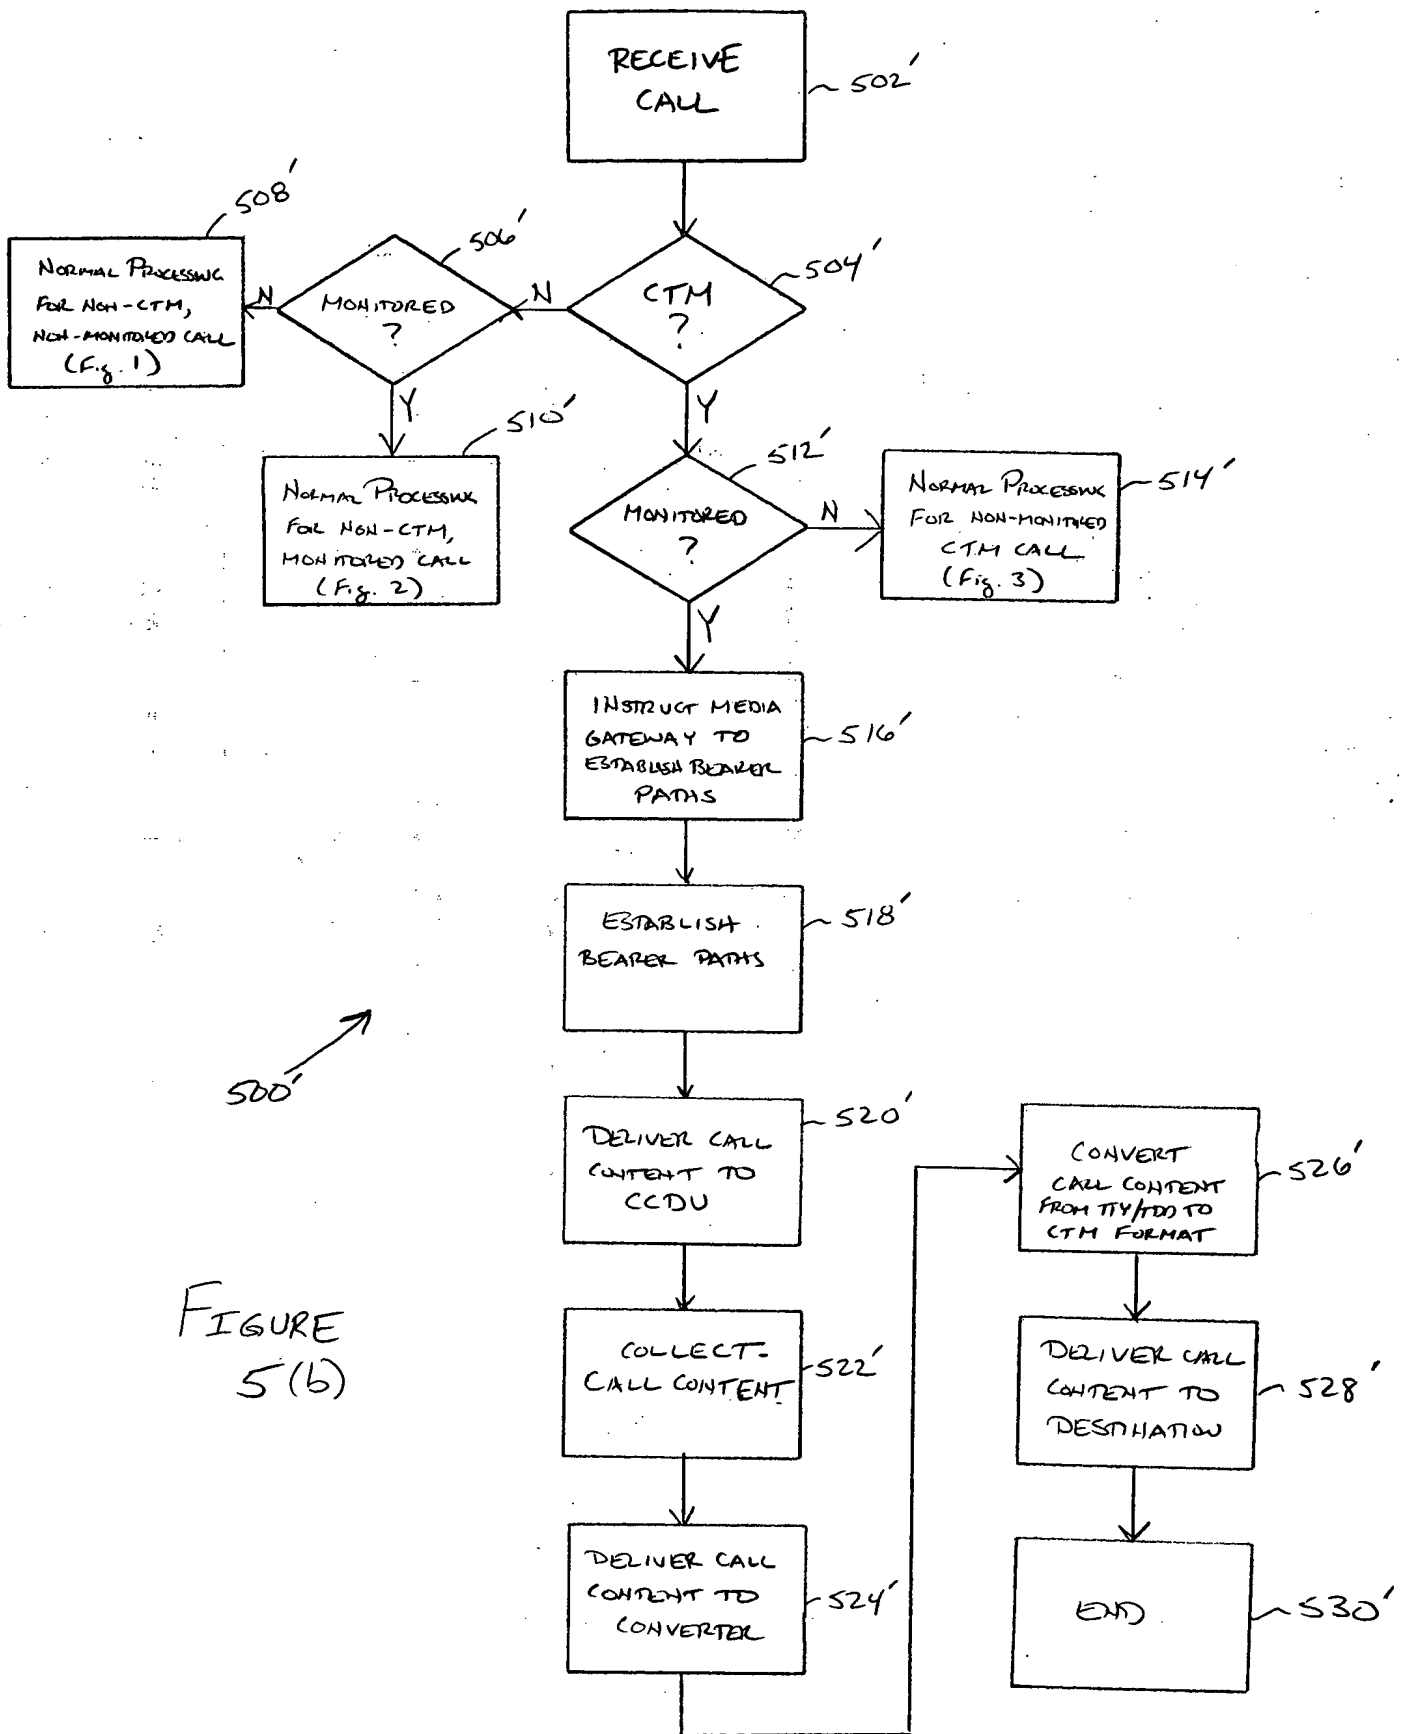 RECEIVE
CALL
502'
508'
506'
504'
NORMAL PROCESSING
FOR NON-CTM,
NON-MONITORED CALL
(Fig. 1)
N
MONITORED
?
N
CTM
?
Y
510'
Y
512'
514'
NORMAL PROCESSING
FOR NON-CTM,
MONITORED CALL
(Fig. 2)
MONITORED
?
N
NORMAL PROCESSING
FOR NON-MONITORED
CTM CALL
(Fig. 3)
Y
INSTRUCT MEDIA
GATEWAY TO
ESTABLISH BEARER
PATHS
516'
ESTABLISH
BEARER PATHS
518'
500'
DELIVER CALL
CONTENT TO
CCDU
520'
COLLECT
CALL CONTENT
522'
DELIVER CALL
CONTENT TO
CONVERTER
524'
CONVERT
CALL CONTENT
FROM TTY/TDD TO
CTM FORMAT
526'
DELIVER CALL
CONTENT TO
DESTINATION
528'
END
530'
FIGURE
5(b)